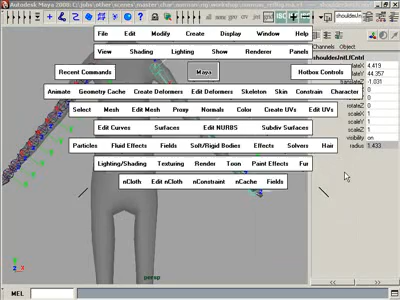 Autodesk Maya 2008
File Edit Modify Create Display Window Help
View Shading Lighting Show Renderer Panels
Recent Commands Maya Hotbox Controls
Animate Geometry Cache Create Deformers Edit Deformers Skeleton Skin Constrain Character
Select Mesh Edit Mesh Proxy Normals Color Create UVs Edit UVs
Edit Curves Surfaces Edit NURBS Subdiv Surfaces
Particles Fluid Effects Fields Soft/Rigid Bodies Effects Solvers Hair
Lighting/Shading Texturing Render Toon Paint Effects Fur
nCloth Edit nCloth nConstraint nCache Fields
Channels Object
4.419
44.357
-1.031
0
0
0
1
1
1
visibility on
radius 1.433
persp
MEL